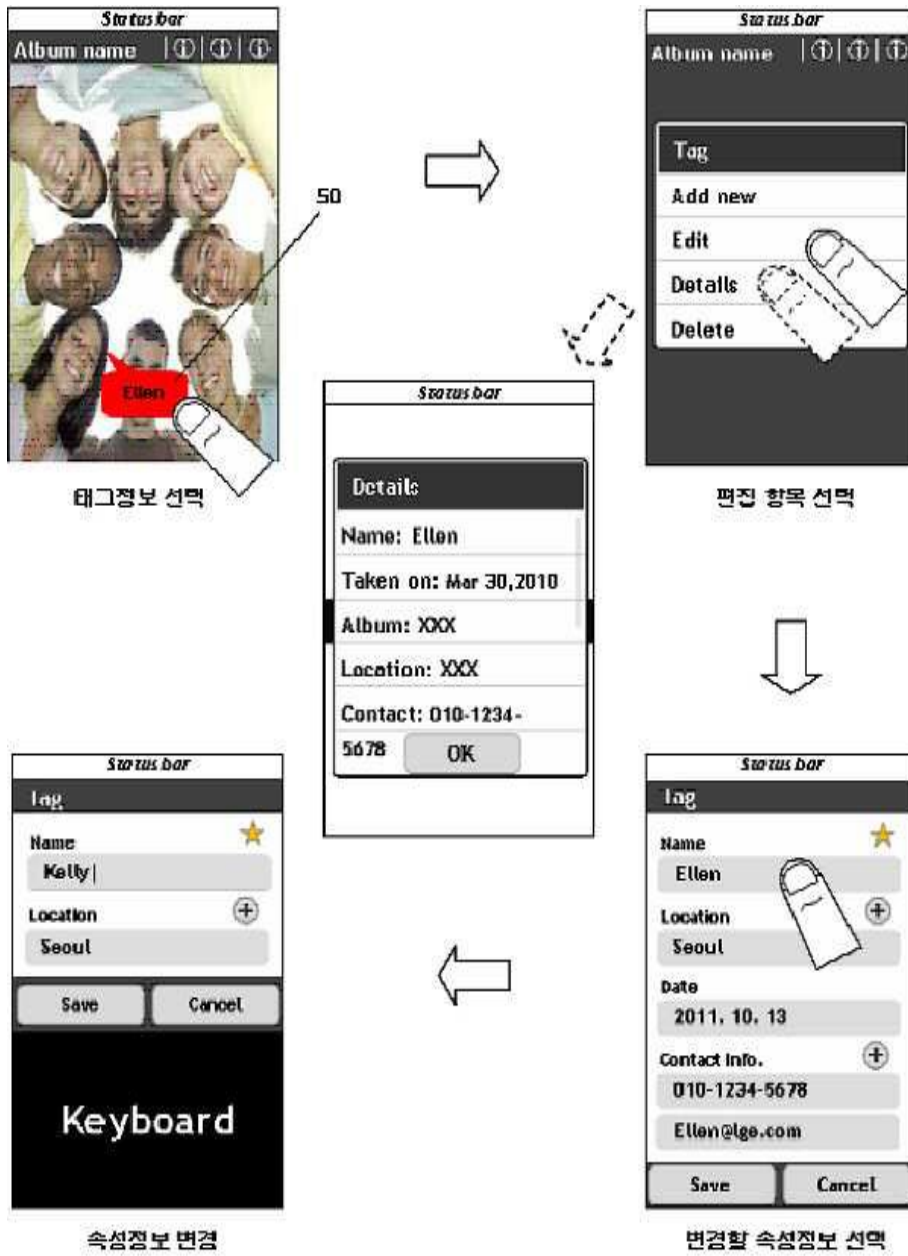 Status bar
Album name
Ellen
50
태그정보 선택
Status bar
Album name
Tag
Add new
Edit
Details
Delete
편집 항목 선택
Status bar
Details
Name: Ellen
Taken on: Mar 30,2010
Album: XXX
Location: XXX
Contact: 010-1234-
5678
OK
Status bar
Tag
Name
Ellen
Location
Seoul
Date
2011. 10. 13
Contact Info.
010-1234-5678
Ellen@lge.com
Save Cancel
변경할 속성정보 선택
Status bar
Tag
Name
Kelly
Location
Seoul
Save Cancel
Keyboard
속성정보 변경